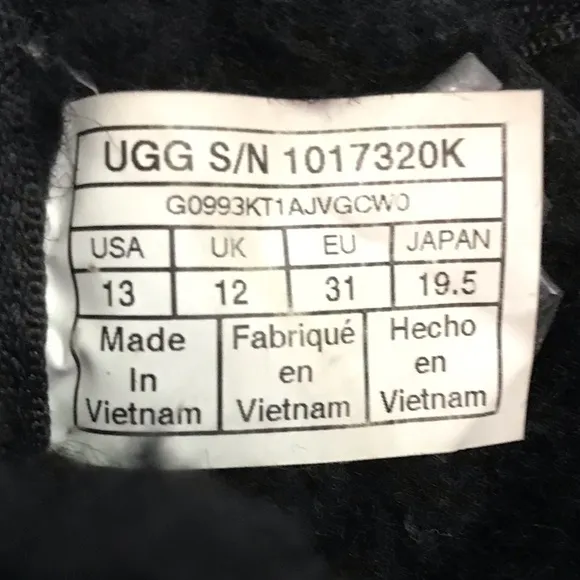 UGG S/N 1017320K
G0993KT1AJVGCW0
USA UK EU JAPAN
13 12 31 19.5
Made In Vietnam
Fabriqué en Vietnam
Hecho en Vietnam